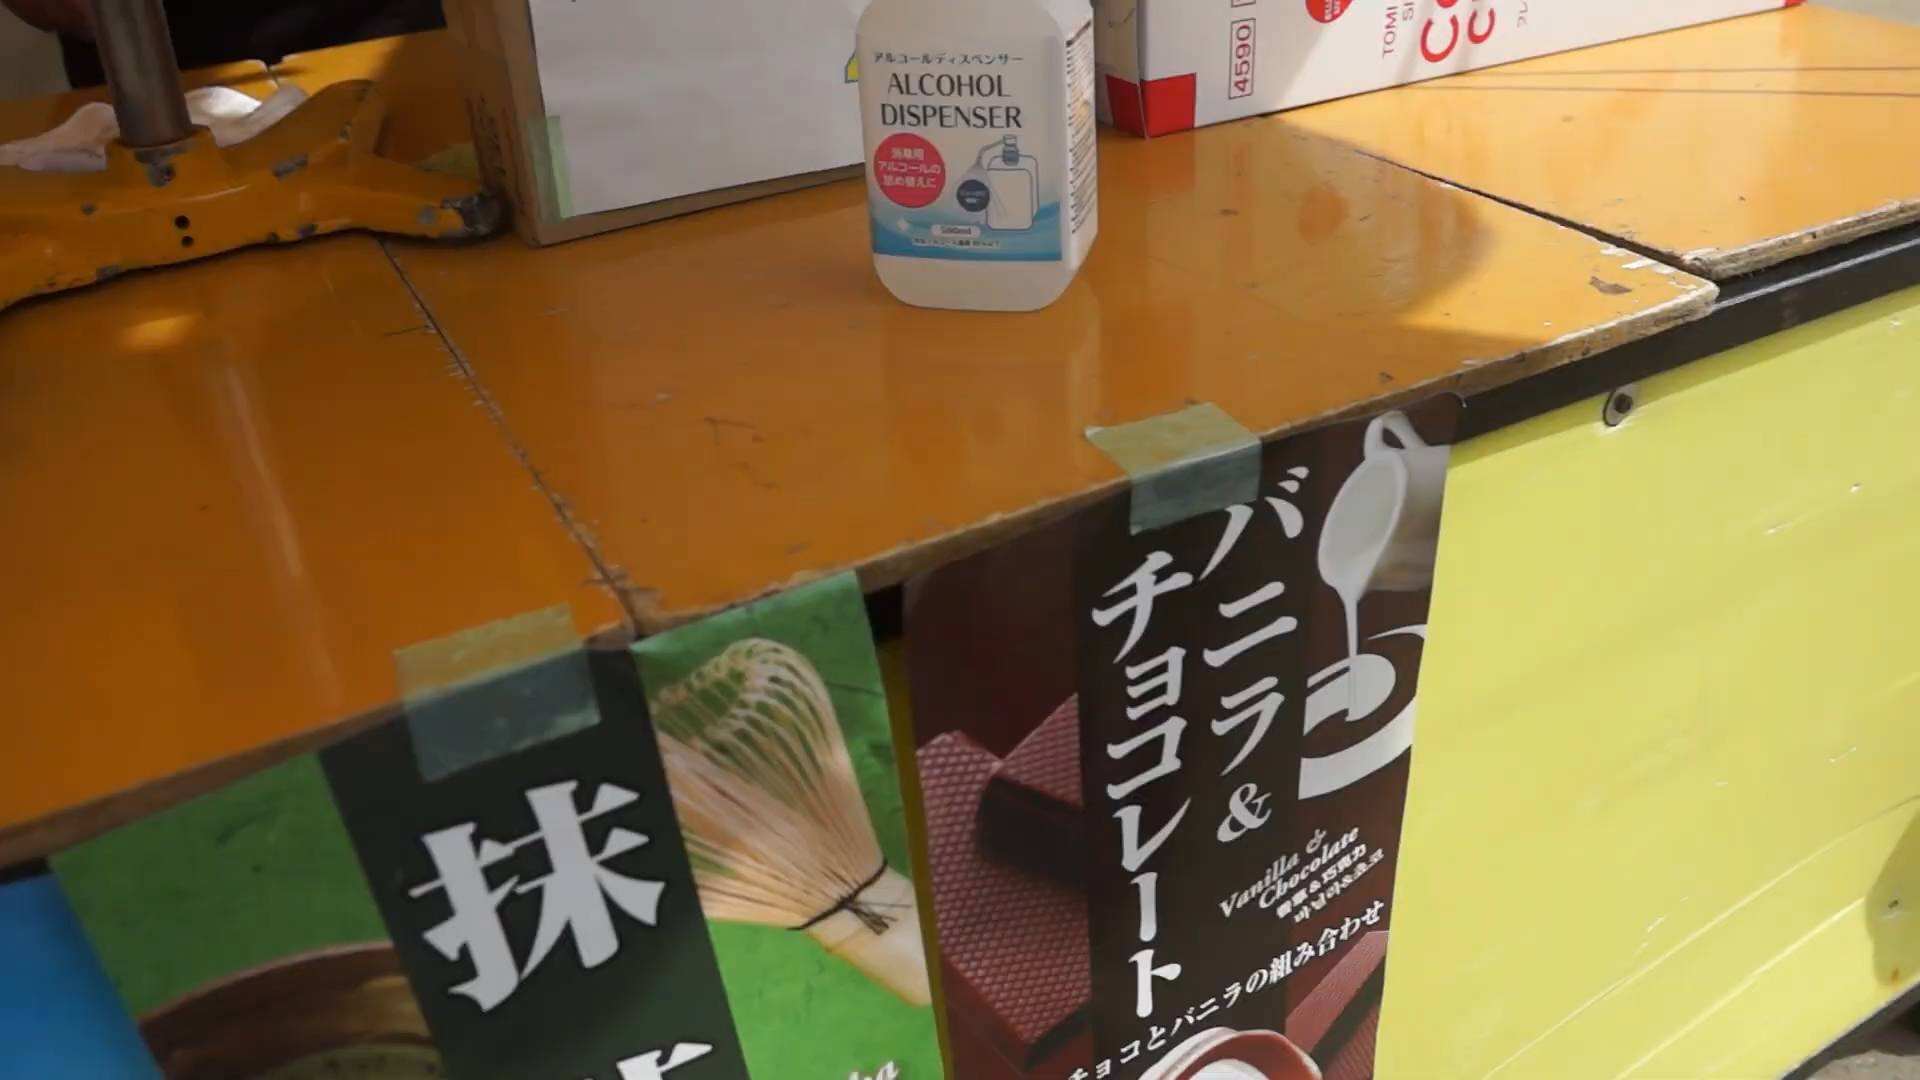 アルコールディスペンサー
ALCOHOL
DISPENSER
消毒用
アルコールの
詰め替えに
500ml
4590
TOMI
バニラ&
チョコレート
Vanilla &
Chocolate
香草&巧克力
바닐라&초코
チョコとバニラの組み合わせ
抹